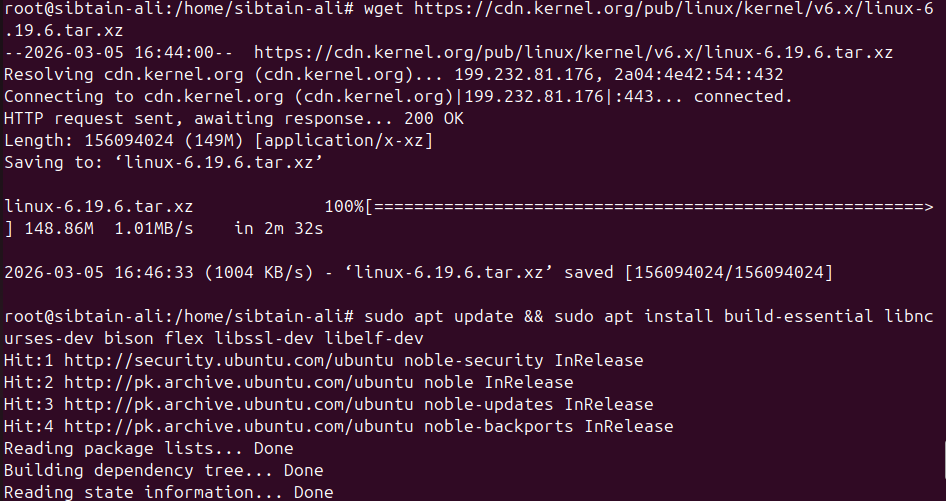 root@sibtain-ali:/home/sibtain-ali# wget https://cdn.kernel.org/pub/linux/kernel/v6.x/linux-6
.19.6.tar.xz
--2026-03-05 16:44:00--  https://cdn.kernel.org/pub/linux/kernel/v6.x/linux-6.19.6.tar.xz
Resolving cdn.kernel.org (cdn.kernel.org)... 199.232.81.176, 2a04:4e42:54::432
Connecting to cdn.kernel.org (cdn.kernel.org)|199.232.81.176|:443... connected.
HTTP request sent, awaiting response... 200 OK
Length: 156094024 (149M) [application/x-xz]
Saving to: ‘linux-6.19.6.tar.xz’
linux-6.19.6.tar.xz             100%[=======================================================>
] 148.86M  1.01MB/s    in 2m 32s
2026-03-05 16:46:33 (1004 KB/s) - ‘linux-6.19.6.tar.xz’ saved [156094024/156094024]
root@sibtain-ali:/home/sibtain-ali# sudo apt update && sudo apt install build-essential libnc
urses-dev bison flex libssl-dev libelf-dev
Hit:1 http://security.ubuntu.com/ubuntu noble-security InRelease
Hit:2 http://pk.archive.ubuntu.com/ubuntu noble InRelease
Hit:3 http://pk.archive.ubuntu.com/ubuntu noble-updates InRelease
Hit:4 http://pk.archive.ubuntu.com/ubuntu noble-backports InRelease
Reading package lists... Done
Building dependency tree... Done
Reading state information... Done